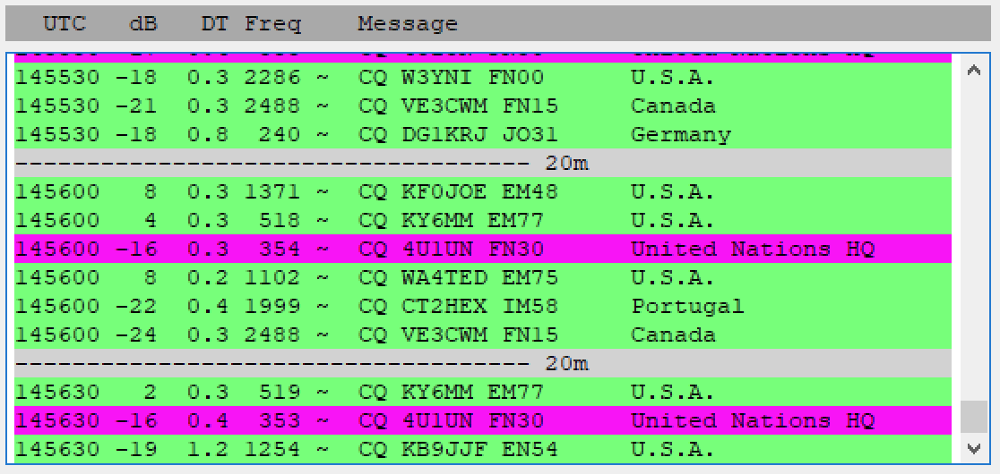 UTC dB DT Freq Message
145530 -18 0.3 2286 ~ CQ W3YNI FN00 U.S.A.
145530 -21 0.3 2488 ~ CQ VE3CWM FN15 Canada
145530 -18 0.8 240 ~ CQ DG1KRJ JO31 Germany
------------------------------------ 20m
145600 8 0.3 1371 ~ CQ KF0JOE EM48 U.S.A.
145600 4 0.3 518 ~ CQ KY6MM EM77 U.S.A.
145600 -16 0.3 354 ~ CQ 4U1UN FN30 United Nations HQ
145600 8 0.2 1102 ~ CQ WA4TED EM75 U.S.A.
145600 -22 0.4 1999 ~ CQ CT2HEX IM58 Portugal
145600 -24 0.3 2488 ~ CQ VE3CWM FN15 Canada
------------------------------------ 20m
145630 2 0.3 519 ~ CQ KY6MM EM77 U.S.A.
145630 -16 0.4 353 ~ CQ 4U1UN FN30 United Nations HQ
145630 -19 1.2 1254 ~ CQ KB9JJF EN54 U.S.A.